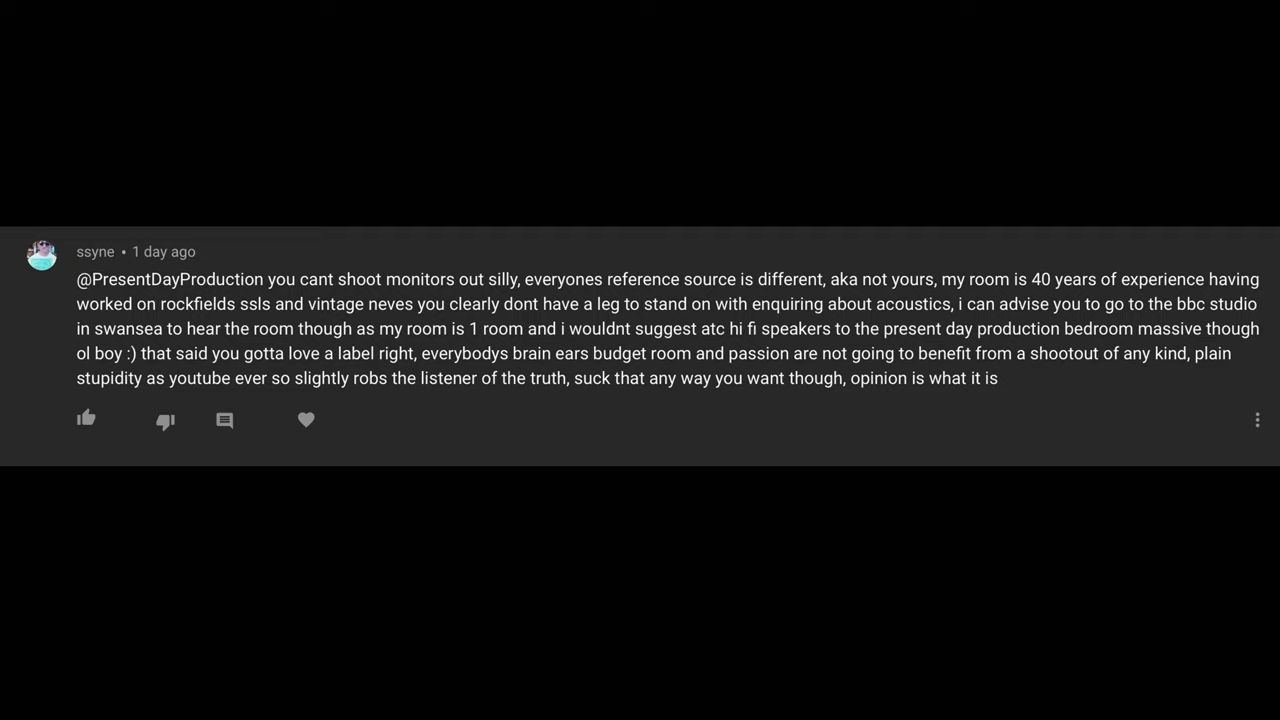 ssyne • 1 day ago
@PresentDayProduction you cant shoot monitors out silly, everyones reference source is different, aka not yours, my room is 40 years of experience having
worked on rockfields ssls and vintage neves you clearly dont have a leg to stand on with enquiring about acoustics, i can advise you to go to the bbc studio
in swansea to hear the room though as my room is 1 room and i wouldnt suggest atc hi fi speakers to the present day production bedroom massive though
ol boy :) that said you gotta love a label right, everybodys brain ears budget room and passion are not going to benefit from a shootout of any kind, plain
stupidity as youtube ever so slightly robs the listener of the truth, suck that any way you want though, opinion is what it is